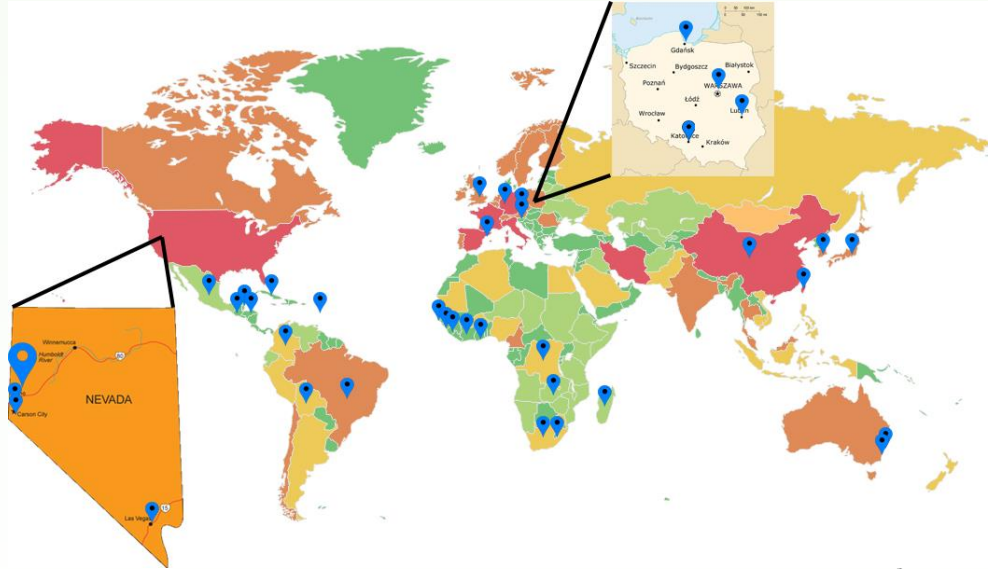 Gdańsk
Szczecin
Bydgoszcz
Białystok
Poznań
WARSZAWA
Łódź
Lublin
Wrocław
Katowice
Kraków
Winnemucca
Humboldt
River
80
NEVADA
Carson City
15
Las Vegas